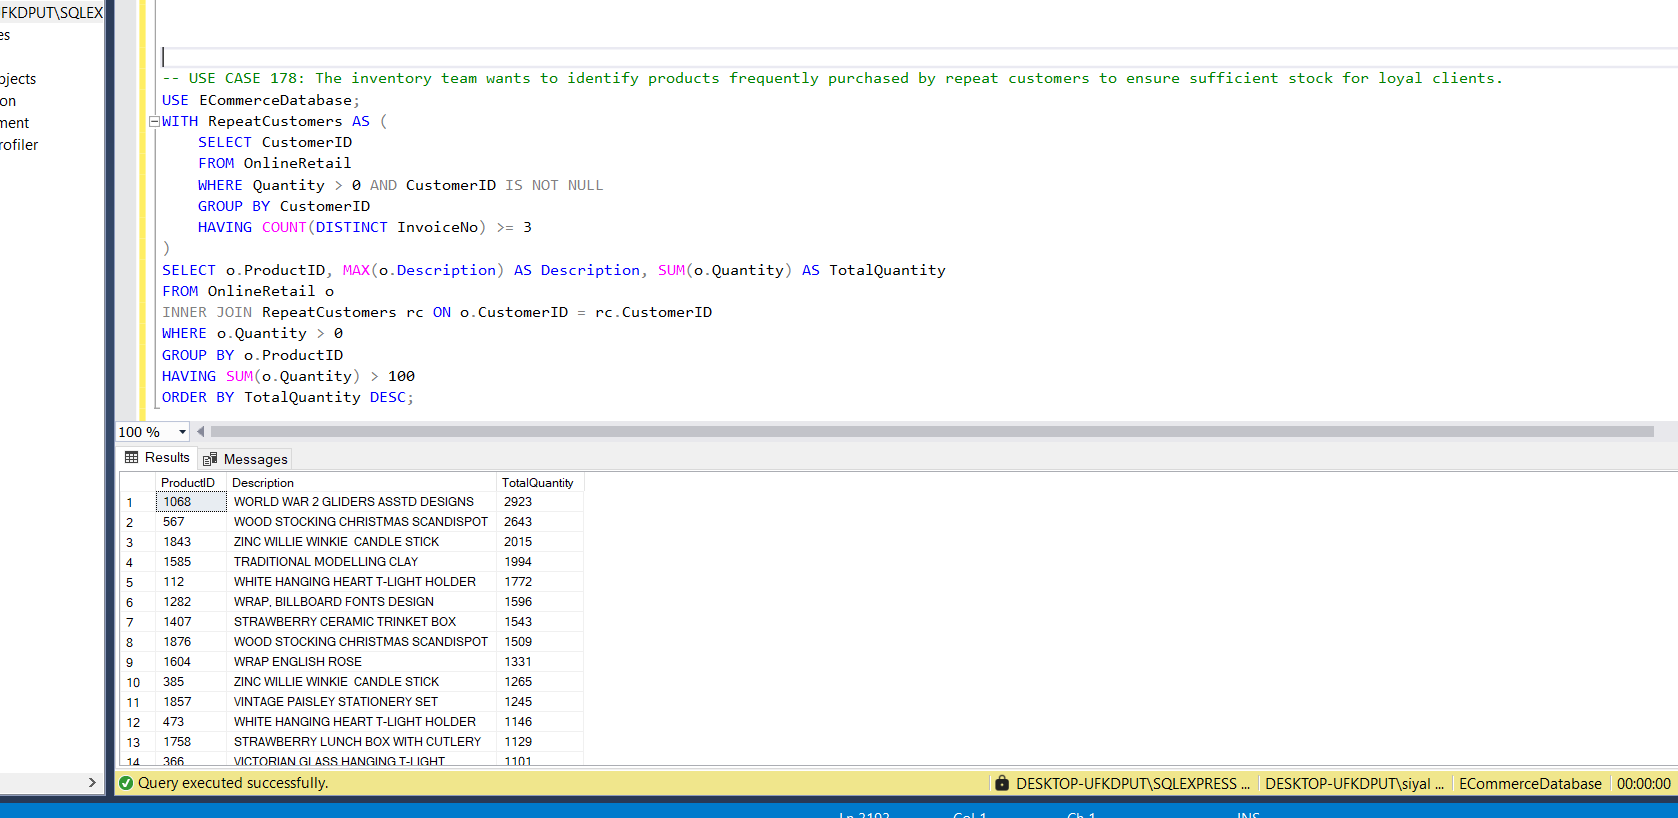 FKDPUT\SQLEX
es
bjects
on
ment
rofiler
-- USE CASE 178: The inventory team wants to identify products frequently purchased by repeat customers to ensure sufficient stock for loyal clients.
USE ECommerceDatabase;
WITH RepeatCustomers AS (
SELECT CustomerID
FROM OnlineRetail
WHERE Quantity > 0 AND CustomerID IS NOT NULL
GROUP BY CustomerID
HAVING COUNT(DISTINCT InvoiceNo) >= 3
)
SELECT o.ProductID, MAX(o.Description) AS Description, SUM(o.Quantity) AS TotalQuantity
FROM OnlineRetail o
INNER JOIN RepeatCustomers rc ON o.CustomerID = rc.CustomerID
WHERE o.Quantity > 0
GROUP BY o.ProductID
HAVING SUM(o.Quantity) > 100
ORDER BY TotalQuantity DESC;
100 %
Results Messages
ProductID Description TotalQuantity
1 1068 WORLD WAR 2 GLIDERS ASSTD DESIGNS 2923
2 567 WOOD STOCKING CHRISTMAS SCANDISPOT 2643
3 1843 ZINC WILLIE WINKIE  CANDLE STICK 2015
4 1585 TRADITIONAL MODELLING CLAY 1994
5 112 WHITE HANGING HEART T-LIGHT HOLDER 1772
6 1282 WRAP, BILLBOARD FONTS DESIGN 1596
7 1407 STRAWBERRY CERAMIC TRINKET BOX 1543
8 1876 WOOD STOCKING CHRISTMAS SCANDISPOT 1509
9 1604 WRAP ENGLISH ROSE 1331
10 385 ZINC WILLIE WINKIE  CANDLE STICK 1265
11 1857 VINTAGE PAISLEY STATIONERY SET 1245
12 473 WHITE HANGING HEART T-LIGHT HOLDER 1146
13 1758 STRAWBERRY LUNCH BOX WITH CUTLERY 1129
14 366 VICTORIAN GLASS HANGING T-LIGHT 1101
Query executed successfully. DESKTOP-UFKDPUT\SQLEXPRESS ... DESKTOP-UFKDPUT\siyal ... ECommerceDatabase 00:00:00
Col 1 Ch 1 INS